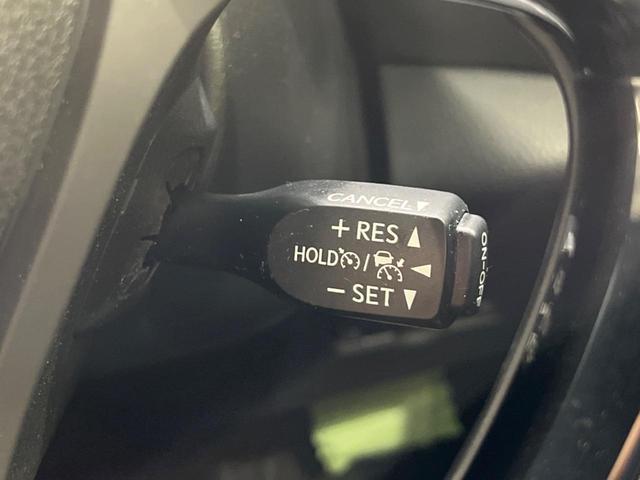 CANCEL▼
+ RES ▲
HOLD / ◀
− SET ▼
ON-OFF